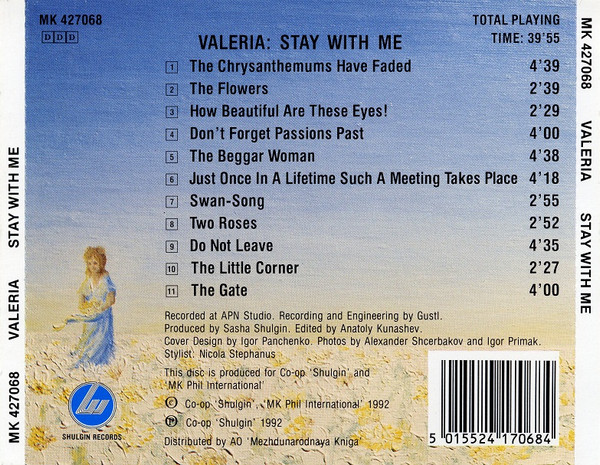 MK 427068
DDD
TOTAL PLAYING
TIME: 39'55
VALERIA: STAY WITH ME
1 The Chrysanthemums Have Faded 4'39
2 The Flowers 2'39
3 How Beautiful Are These Eyes! 2'29
4 Don't Forget Passions Past 4'00
5 The Beggar Woman 4'38
6 Just Once In A Lifetime Such A Meeting Takes Place 4'18
7 Swan-Song 2'55
8 Two Roses 2'52
9 Do Not Leave 4'35
10 The Little Corner 2'27
11 The Gate 4'00
Recorded at APN Studio. Recording and Engineering by Gustl.
Produced by Sasha Shulgin. Edited by Anatoly Kunashev.
Cover Design by Igor Panchenko. Photos by Alexander Shcerbakov and Igor Primak.
Stylist: Nicola Stephanus
This disc is produced for Co-op 'Shulgin' and
'MK Phil International'
© Co-op 'Shulgin', 'MK Phil International' 1992
℗ Co-op 'Shulgin' 1992
Distributed by AO 'Mezhdunarodnaya Kniga'
SHULGIN RECORDS
5 015524 170684
MK 427068 VALERIA STAY WITH ME
MK 427068 VALERIA STAY WITH ME